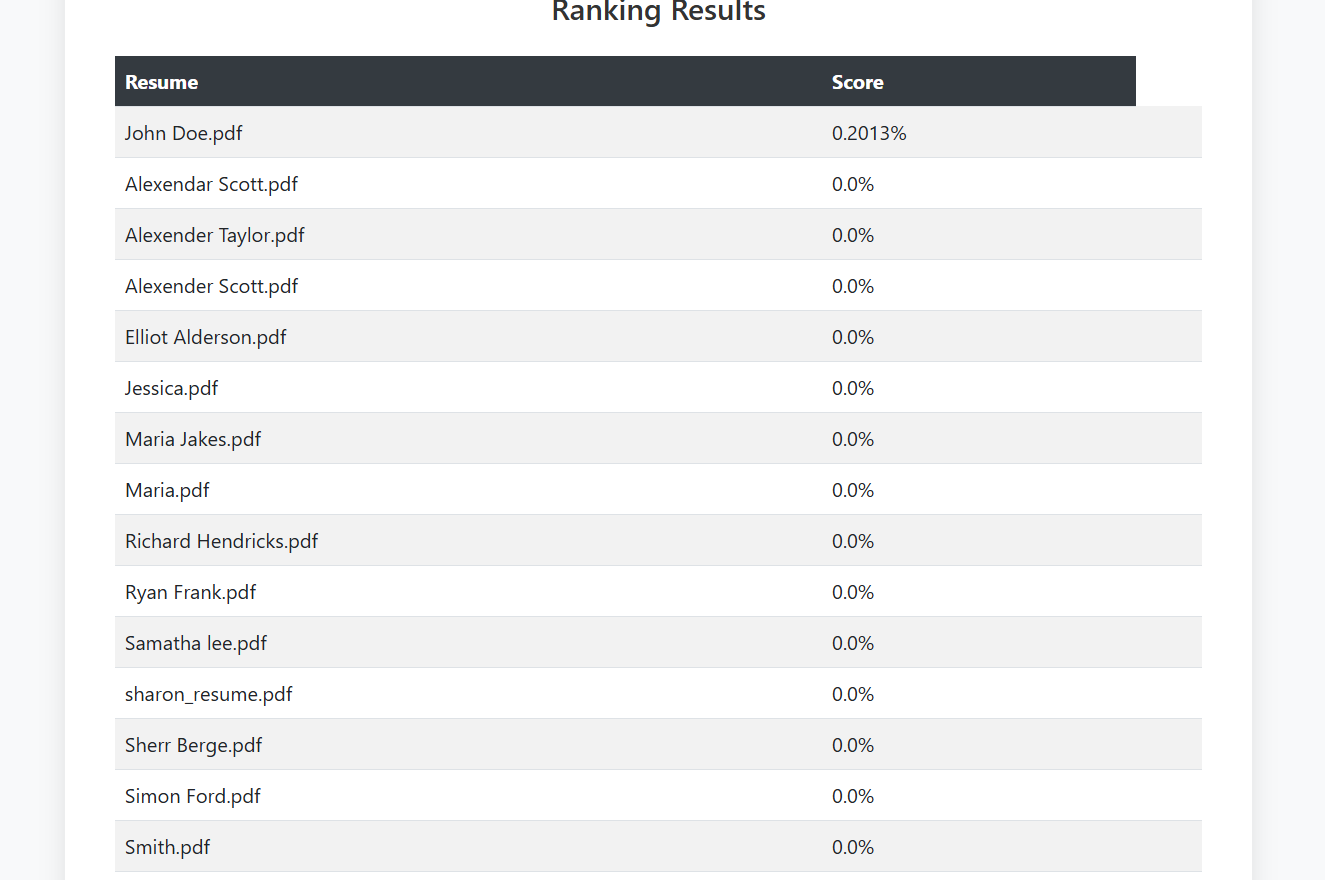 Ranking Results
Resume Score
John Doe.pdf 0.2013%
Alexendar Scott.pdf 0.0%
Alexender Taylor.pdf 0.0%
Alexender Scott.pdf 0.0%
Elliot Alderson.pdf 0.0%
Jessica.pdf 0.0%
Maria Jakes.pdf 0.0%
Maria.pdf 0.0%
Richard Hendricks.pdf 0.0%
Ryan Frank.pdf 0.0%
Samatha lee.pdf 0.0%
sharon_resume.pdf 0.0%
Sherr Berge.pdf 0.0%
Simon Ford.pdf 0.0%
Smith.pdf 0.0%